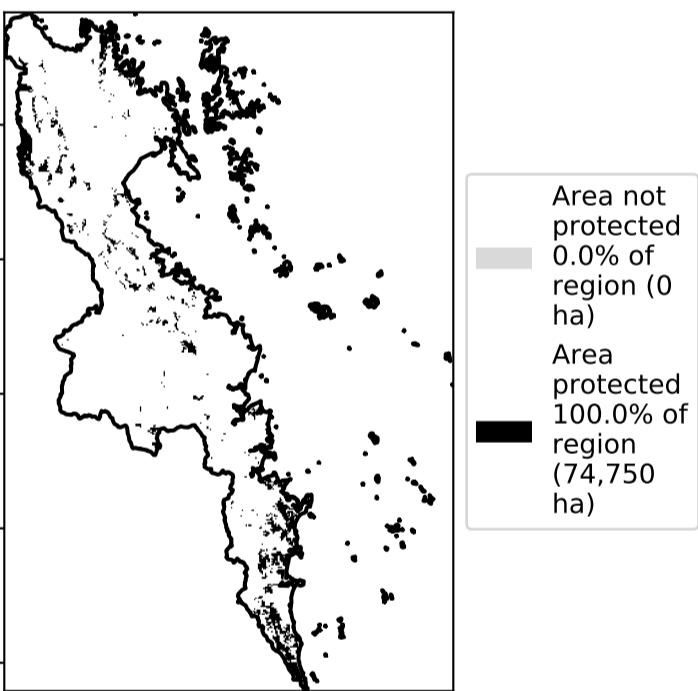 Area not
protected
0.0% of
region (0
ha)
Area
protected
100.0% of
region
(74,750
ha)